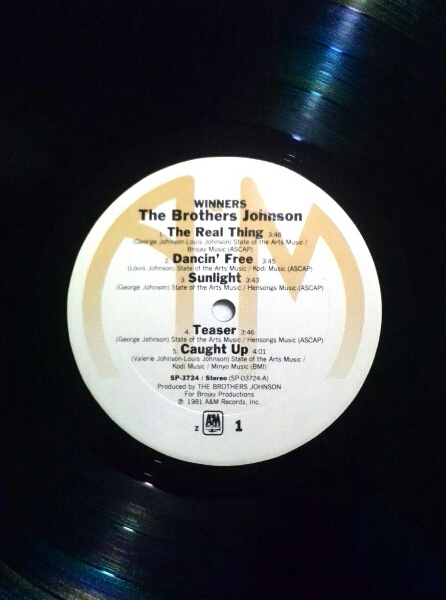 WINNERS
The Brothers Johnson
1. The Real Thing 3:48
(George Johnson-Louis Johnson) State of the Arts Music /
Brojay Music (ASCAP)
2. Dancin' Free 3:45
(Louis Johnson) State of the Arts Music / Kodi Music (ASCAP)
3. Sunlight 3:43
(George Johnson) State of the Arts Music / Hensongs Music (ASCAP)
4. Teaser 3:46
(George Johnson) State of the Arts Music / Hensongs Music (ASCAP)
5. Caught Up 4:01
(Valerie Johnson-Louis Johnson) State of the Arts Music /
Kodi Music / Minyo Music (BMI)
SP-3724 / Stereo (SP-03724-A)
Produced by THE BROTHERS JOHNSON
For Brojay Productions
℗ 1981 A&M Records, Inc.
z A&M 1